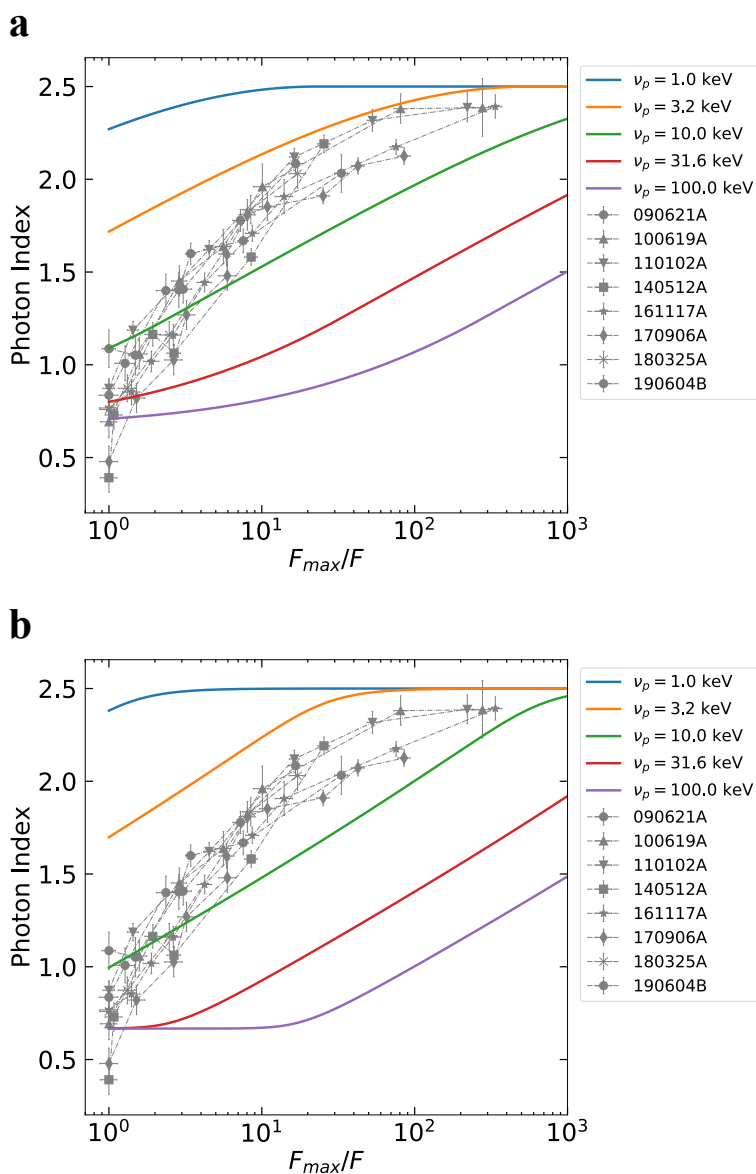 a
Photon Index
2.5
2.0
1.5
1.0
0.5
10^0
10^1
10^2
10^3
F_{max}/F
ν_p = 1.0 keV
ν_p = 3.2 keV
ν_p = 10.0 keV
ν_p = 31.6 keV
ν_p = 100.0 keV
090621A
100619A
110102A
140512A
161117A
170906A
180325A
190604B
b
Photon Index
2.5
2.0
1.5
1.0
0.5
10^0
10^1
10^2
10^3
F_{max}/F
ν_p = 1.0 keV
ν_p = 3.2 keV
ν_p = 10.0 keV
ν_p = 31.6 keV
ν_p = 100.0 keV
090621A
100619A
110102A
140512A
161117A
170906A
180325A
190604B